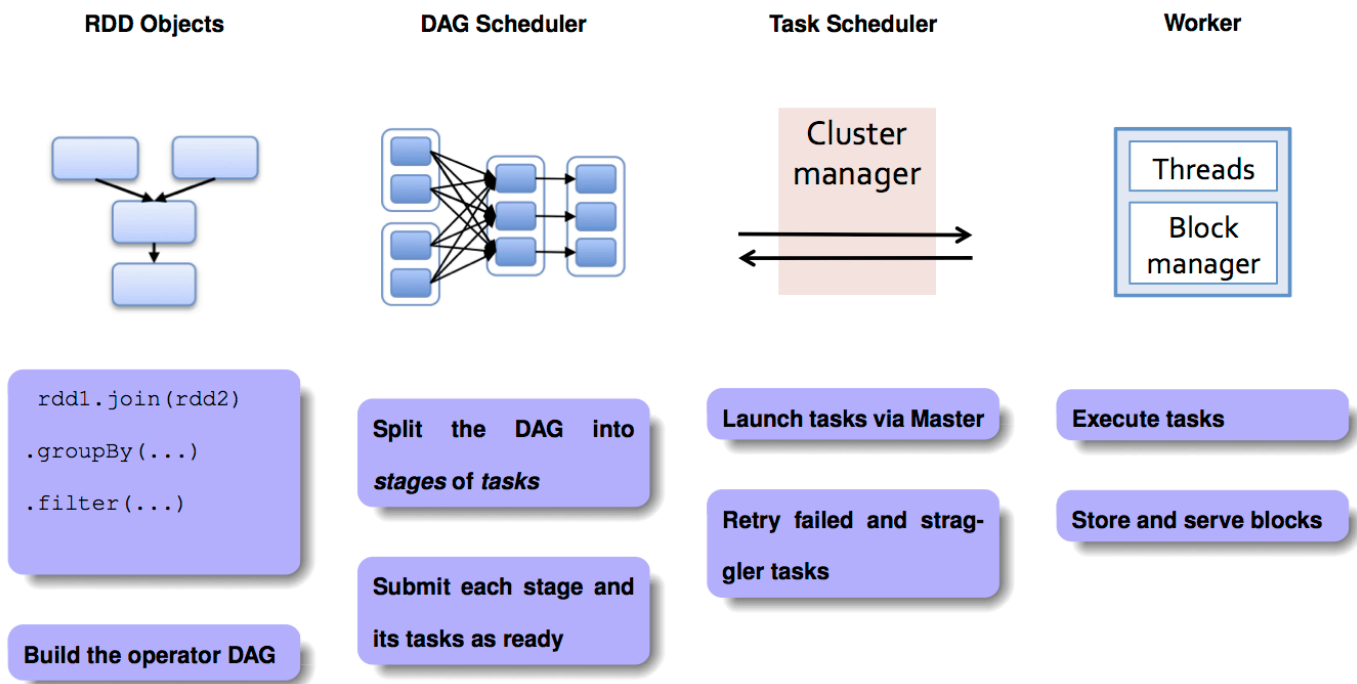 RDD Objects
DAG Scheduler
Task Scheduler
Worker
Cluster
manager
Threads
Block
manager
rdd1.join(rdd2)
.groupBy(...)
.filter(...)
Build the operator DAG
Split the DAG into
stages of tasks
Submit each stage and
its tasks as ready
Launch tasks via Master
Retry failed and strag-
gler tasks
Execute tasks
Store and serve blocks